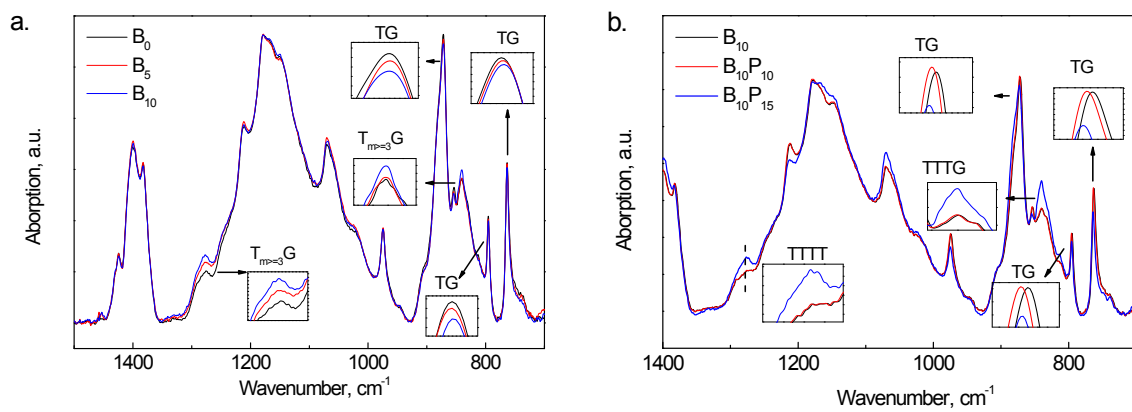 a.
B0
B5
B10
TG
TG
Tm>=3G
Tm>=3G
TG
Aborption, a.u.
1400 1200 1000 800
Wavenumber, cm-1
b.
B10
B10P10
B10P15
TG
TG
TTTG
TTTT
TG
Aborption, a.u.
1400 1200 1000 800
Wavenumber, cm-1